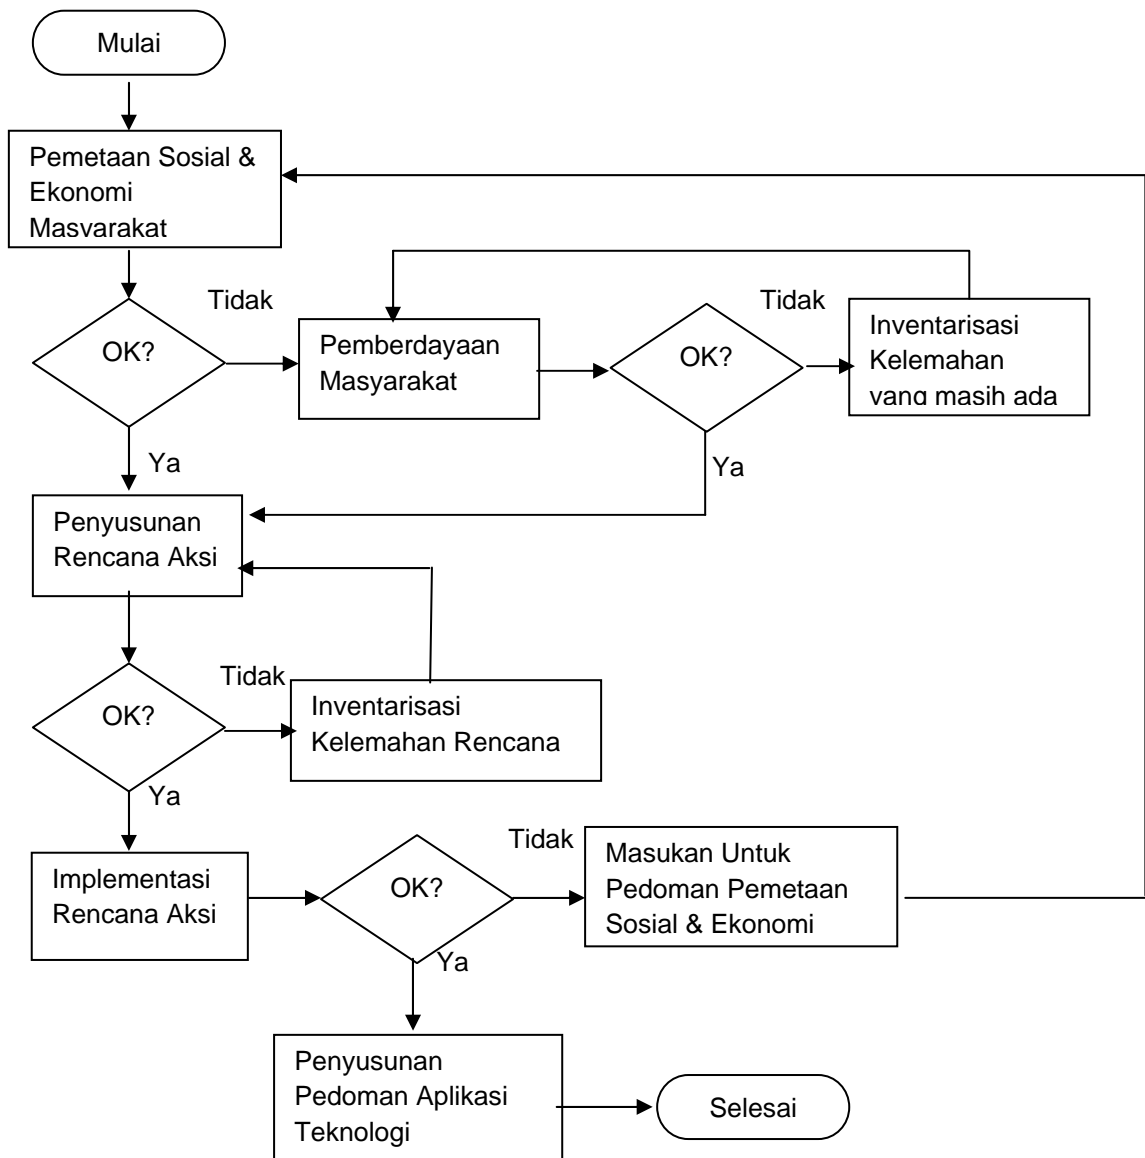 Mulai
Pemetaan Sosial &
Ekonomi
Masyarakat
OK?
Tidak
Pemberdayaan
Masyarakat
OK?
Tidak
Inventarisasi
Kelemahan
yang masih ada
Ya
Ya
Penyusunan
Rencana Aksi
OK?
Tidak
Inventarisasi
Kelemahan Rencana
Ya
Implementasi
Rencana Aksi
OK?
Tidak
Masukan Untuk
Pedoman Pemetaan
Sosial & Ekonomi
Ya
Penyusunan
Pedoman Aplikasi
Teknologi
Selesai